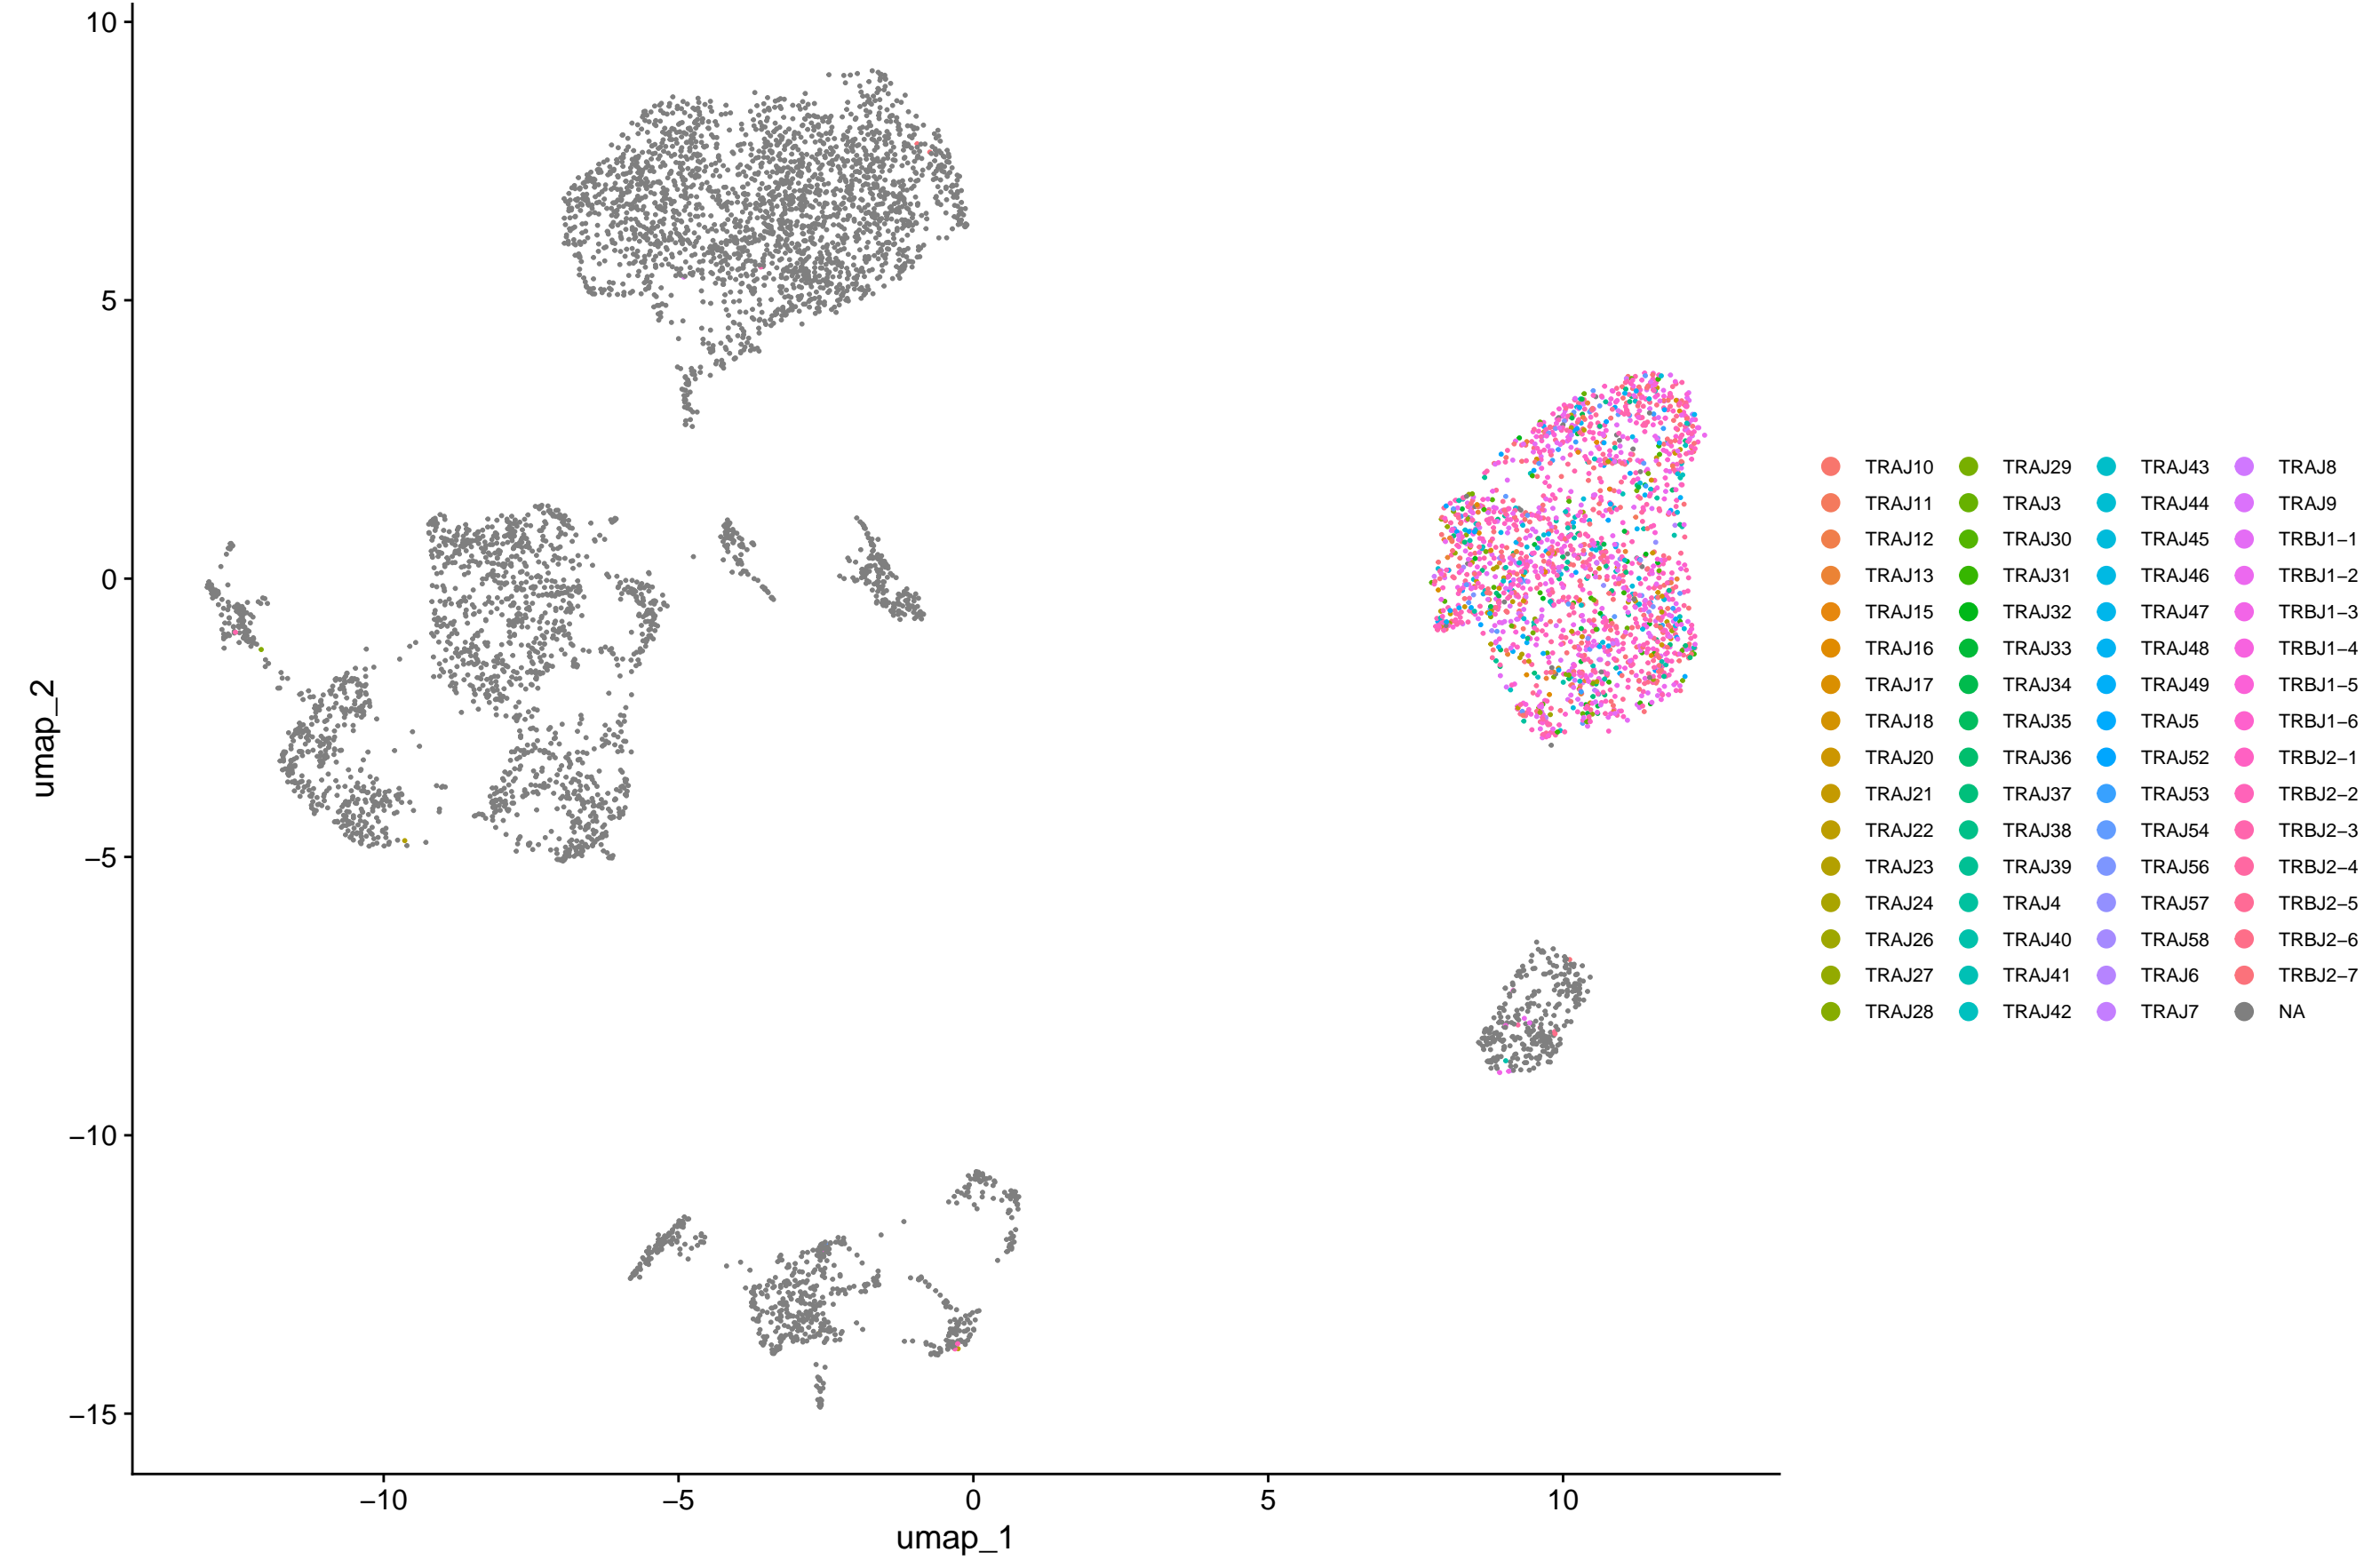 10
5
0
−5
−10
−15
umap_2
−10
−5
0
5
10
umap_1
TRAJ10 TRAJ29 TRAJ43 TRAJ8
TRAJ11 TRAJ3 TRAJ44 TRAJ9
TRAJ12 TRAJ30 TRAJ45 TRBJ1−1
TRAJ13 TRAJ31 TRAJ46 TRBJ1−2
TRAJ15 TRAJ32 TRAJ47 TRBJ1−3
TRAJ16 TRAJ33 TRAJ48 TRBJ1−4
TRAJ17 TRAJ34 TRAJ49 TRBJ1−5
TRAJ18 TRAJ35 TRAJ5 TRBJ1−6
TRAJ20 TRAJ36 TRAJ52 TRBJ2−1
TRAJ21 TRAJ37 TRAJ53 TRBJ2−2
TRAJ22 TRAJ38 TRAJ54 TRBJ2−3
TRAJ23 TRAJ39 TRAJ56 TRBJ2−4
TRAJ24 TRAJ4 TRAJ57 TRBJ2−5
TRAJ26 TRAJ40 TRAJ58 TRBJ2−6
TRAJ27 TRAJ41 TRAJ6 TRBJ2−7
TRAJ28 TRAJ42 TRAJ7 NA